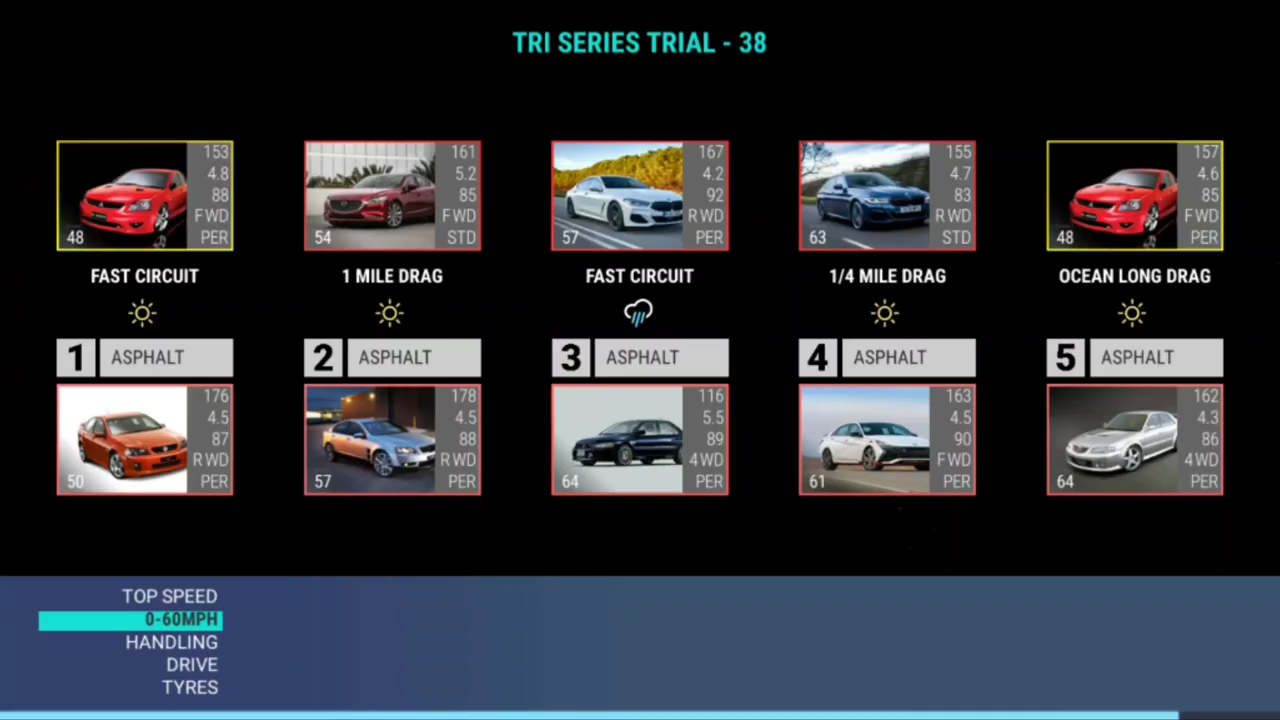 TRI SERIES TRIAL - 38
153
4.8
88
FWD
48 PER
161
5.2
85
FWD
54 STD
167
4.2
92
RWD
57 PER
155
4.7
83
RWD
63 STD
157
4.6
85
FWD
48 PER
FAST CIRCUIT
1 MILE DRAG
FAST CIRCUIT
1/4 MILE DRAG
OCEAN LONG DRAG
1 ASPHALT
2 ASPHALT
3 ASPHALT
4 ASPHALT
5 ASPHALT
176
4.5
87
RWD
50 PER
178
4.5
88
RWD
57 PER
116
5.5
89
4WD
64 PER
163
4.5
90
FWD
61 PER
162
4.3
86
4WD
64 PER
TOP SPEED
0-60MPH
HANDLING
DRIVE
TYRES